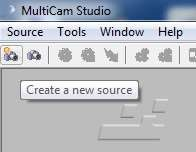 MultiCam Studio
Source Tools Window Help
Create a new source